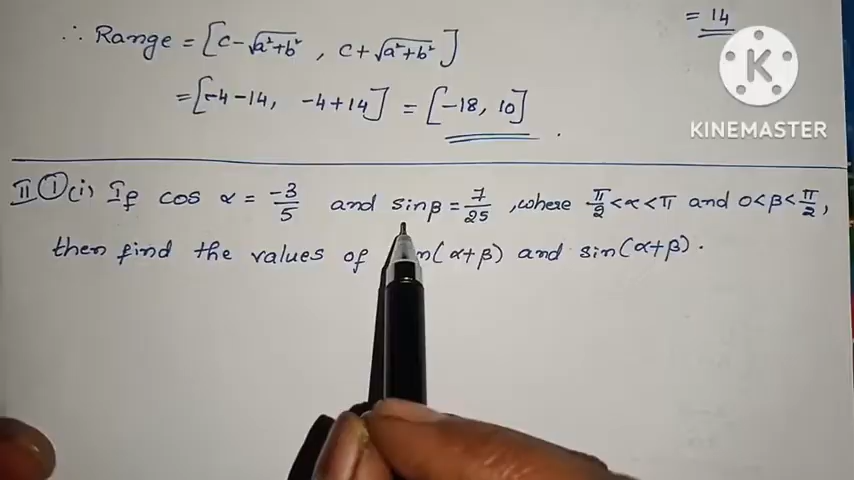 = 14
∴ Range = [c-√a²+b² , c+√a²+b²]
= [-4-14, -4+14] = [-18, 10] .
KINEMASTER
II ① (i) If cos α = -3/5 and sinβ = 7/25 , where π/2 < α < π and 0 < β < π/2 ,
then find the values of (α+β) and sin(α+β).